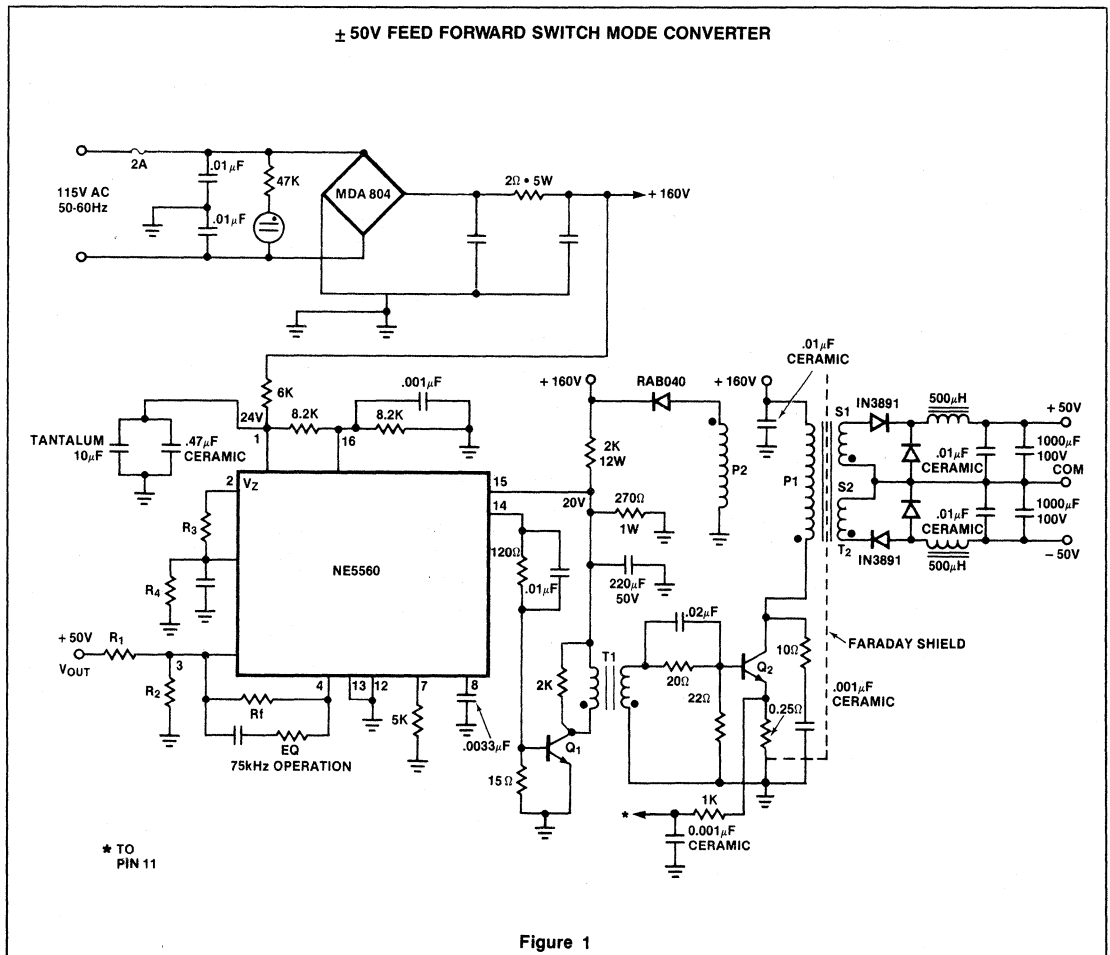 ± 50V FEED FORWARD SWITCH MODE CONVERTER
2A
.01µF
47K
MDA 804
2Ω • 5W
+ 160V
115V AC
50-60Hz
.01µF
.01µF
CERAMIC
6K
.001µF
+ 160V
RAB040
+ 160V
24V
8.2K
8.2K
1
16
S1
IN3891
500µH
+ 50V
TANTALUM
10µF
.47µF
CERAMIC
2K
12W
P2
P1
.01µF
CERAMIC
1000µF
100V
COM
2
VZ
15
20V
S2
14
270Ω
1W
.01µF
CERAMIC
1000µF
100V
R3
120Ω
T2
IN3891
500µH
− 50V
R4
NE5560
.01µF
220µF
50V
.02µF
FARADAY SHIELD
+ 50V
VOUT
R1
3
T1
Q2
10Ω
R2
2K
20Ω
22Ω
.001µF
CERAMIC
4
13
12
7
8
0.25Ω
Rf
5K
.0033µF
Q1
EQ
75kHz OPERATION
15Ω
1K
*
0.001µF
CERAMIC
* TO
PIN 11
Figure 1